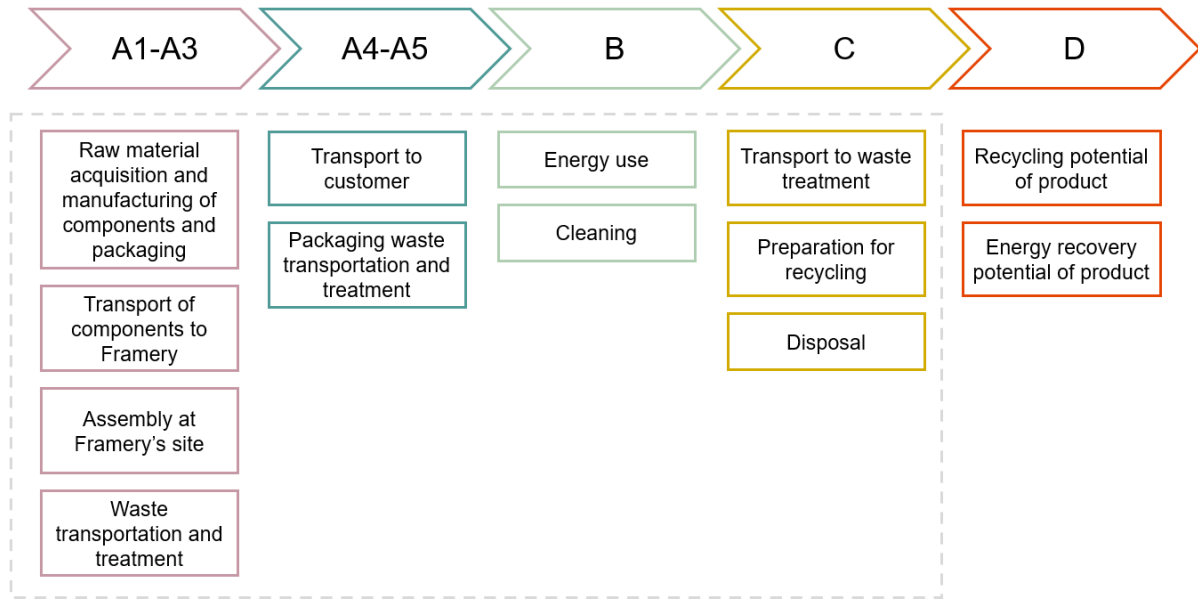 A1-A3
A4-A5
B
C
D
Raw material
acquisition and
manufacturing of
components and
packaging
Transport of
components to
Framery
Assembly at
Framery’s site
Waste
transportation and
treatment
Transport to
customer
Packaging waste
transportation and
treatment
Energy use
Cleaning
Transport to waste
treatment
Preparation for
recycling
Disposal
Recycling potential
of product
Energy recovery
potential of product